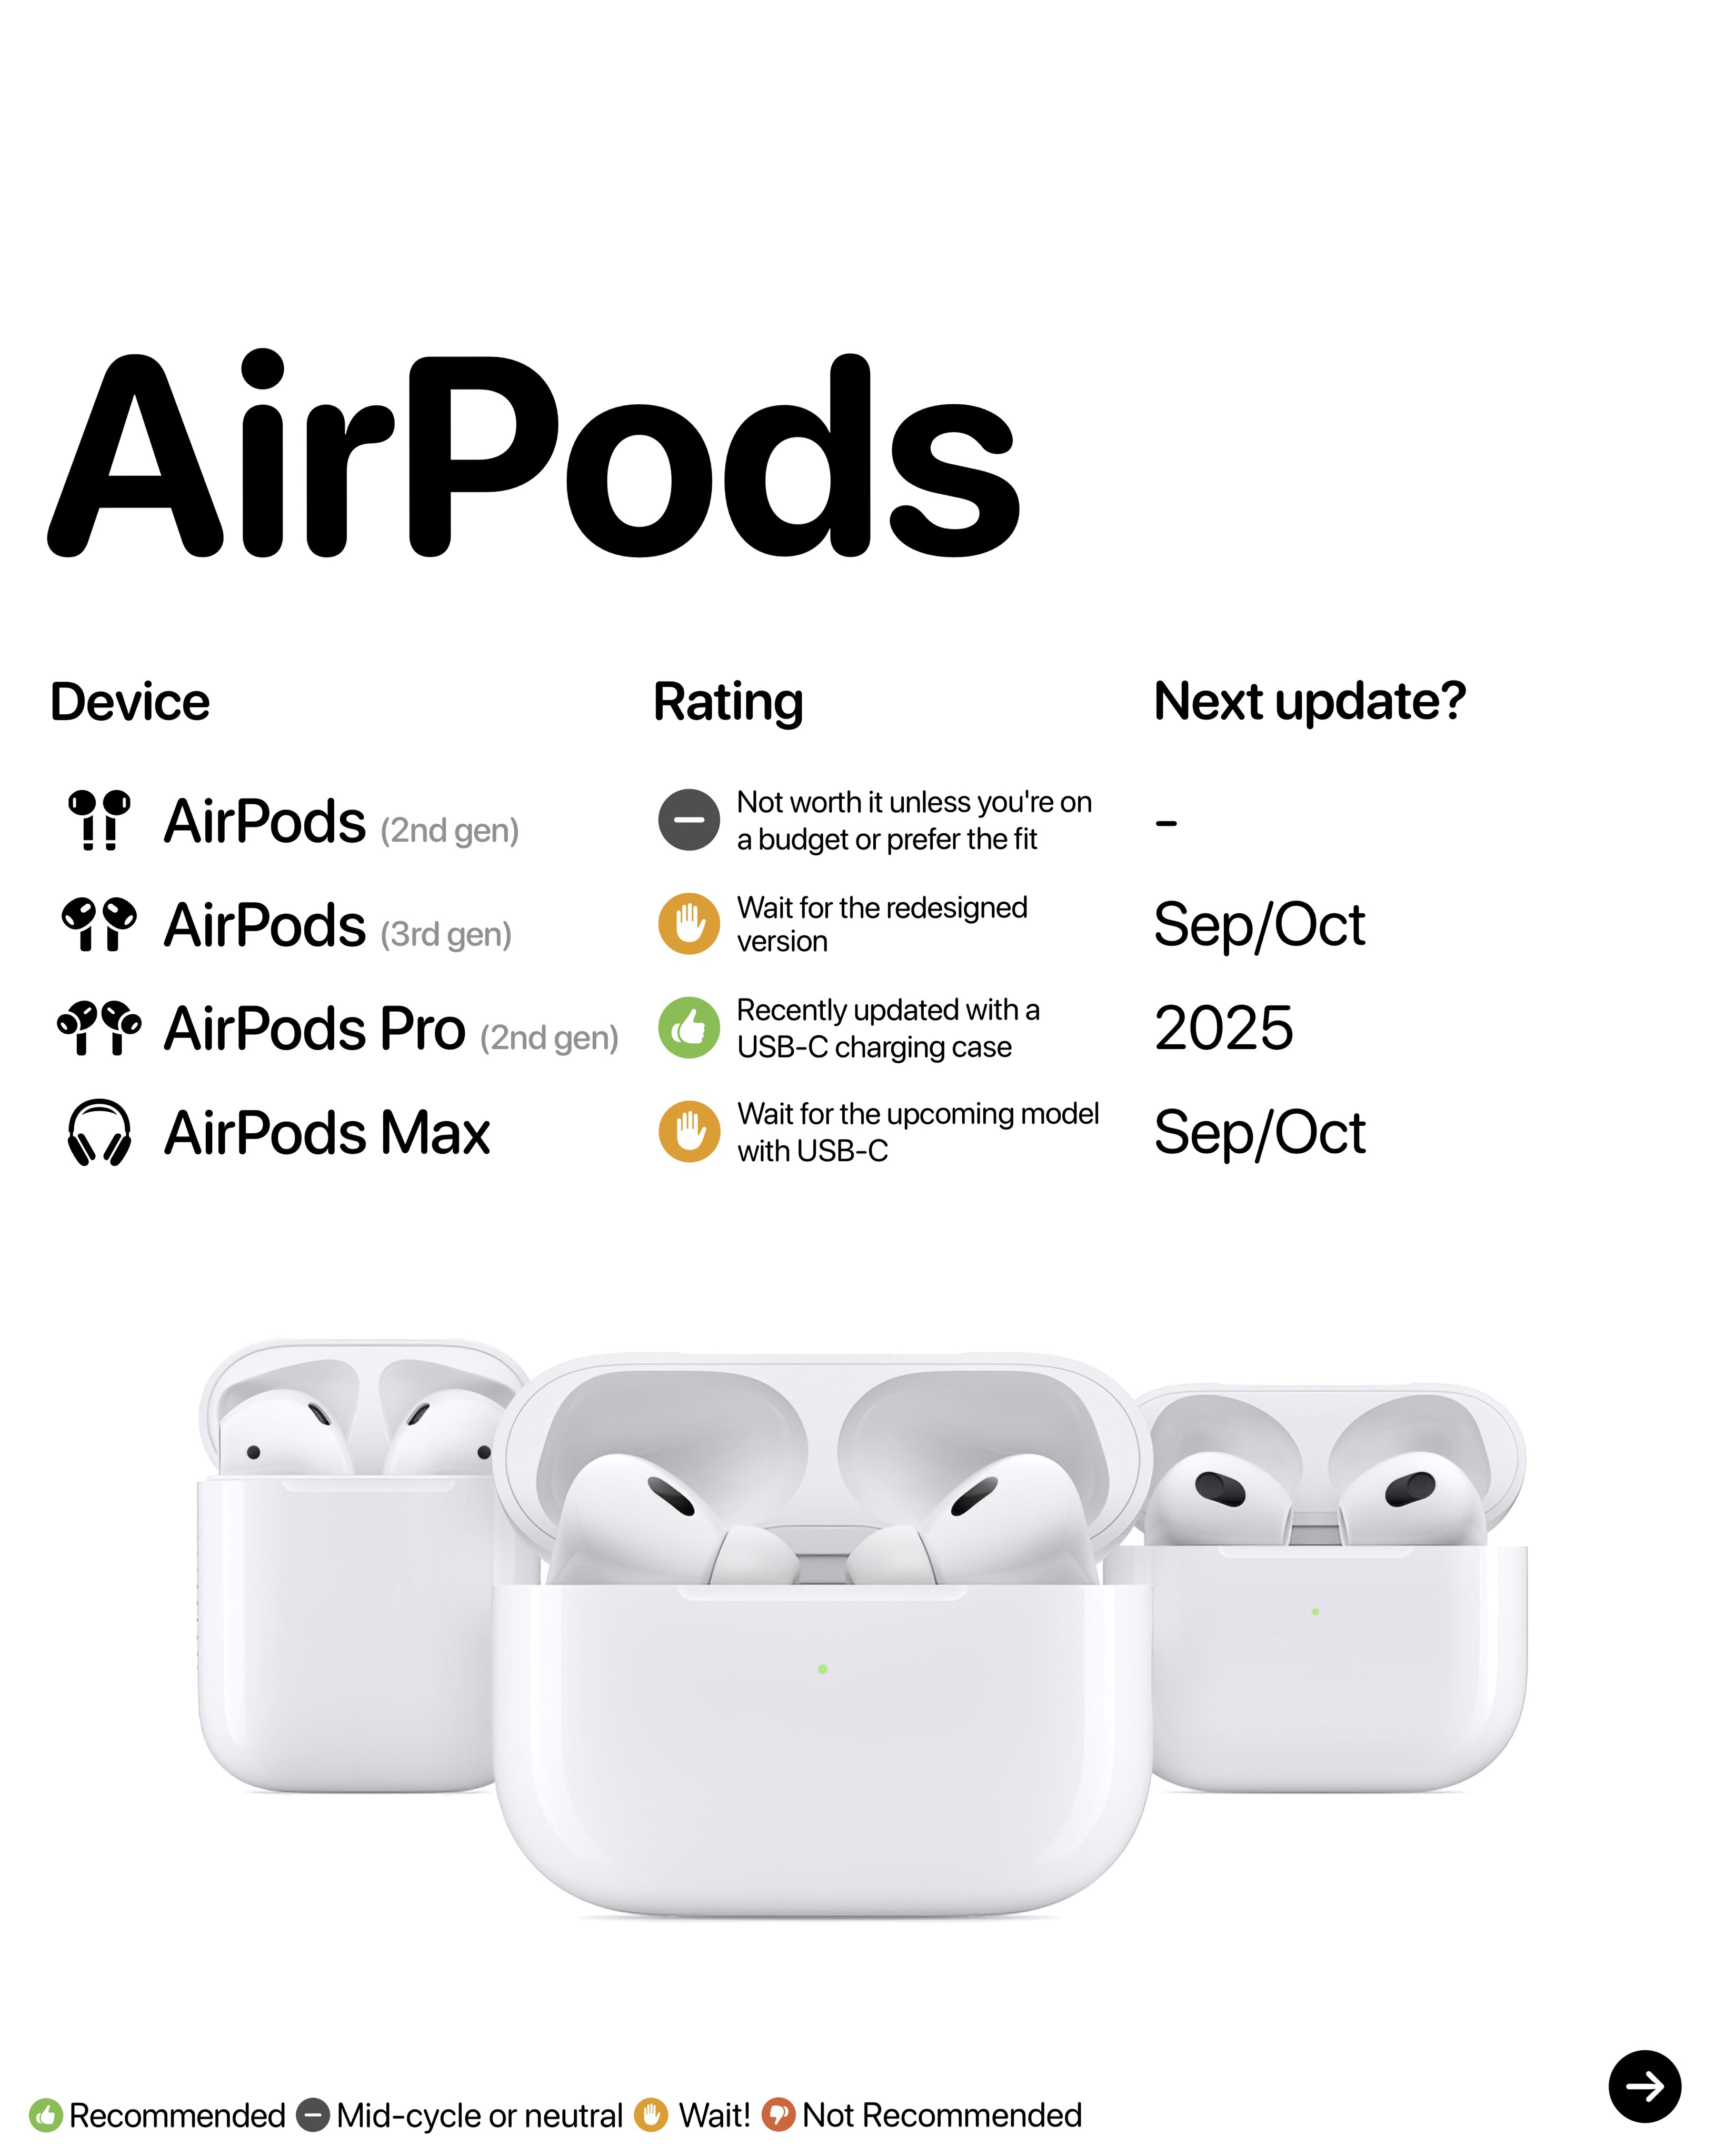 AirPods
Device Rating Next update?
AirPods (2nd gen)
Not worth it unless you're on
a budget or prefer the fit
-
AirPods (3rd gen)
Wait for the redesigned
version
Sep/Oct
AirPods Pro (2nd gen)
Recently updated with a
USB-C charging case
2025
AirPods Max
Wait for the upcoming model
with USB-C
Sep/Oct
Recommended Mid-cycle or neutral Wait! Not Recommended